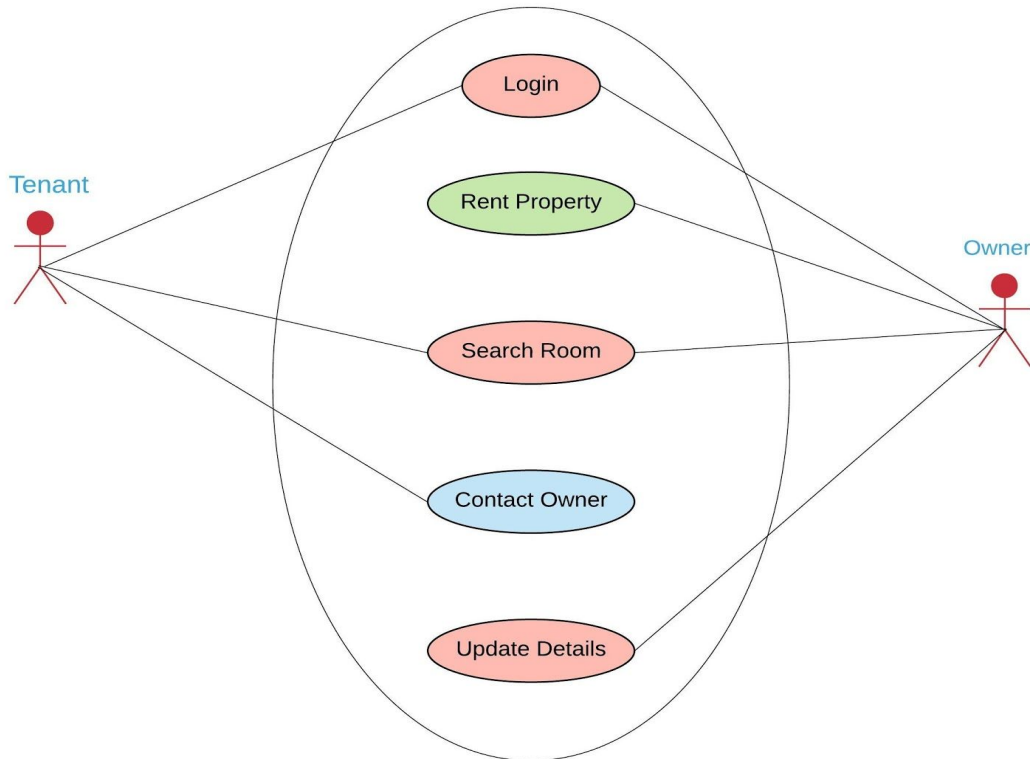 Login
Tenant
Rent Property
Owner
Search Room
Contact Owner
Update Details